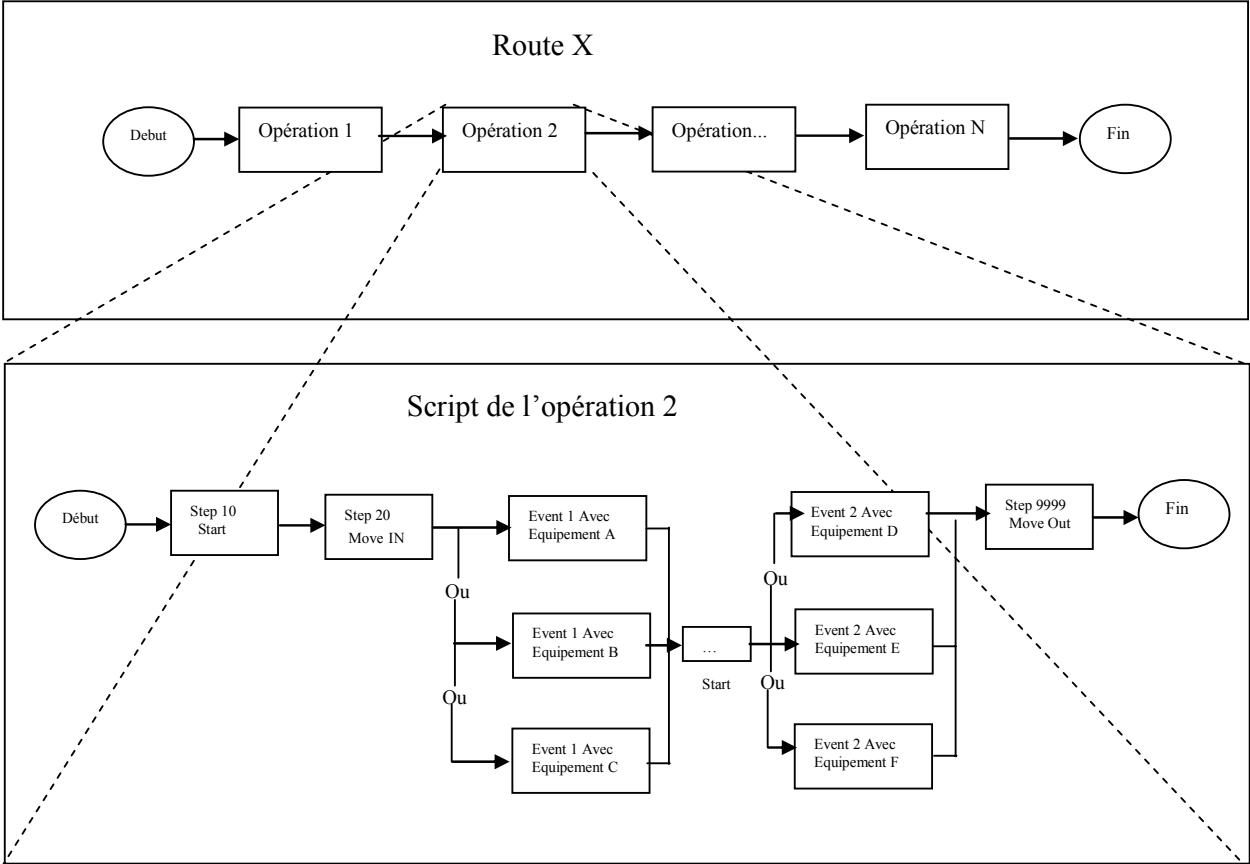 Route X
Debut
Opération 1
Opération 2
Opération...
Opération N
Fin
Script de l’opération 2
Début
Step 10
Start
Step 20
Move IN
Event 1 Avec
Equipement A
Ou
Event 1 Avec
Equipement B
Ou
Event 1 Avec
Equipement C
...
Start
Event 2 Avec
Equipement D
Ou
Event 2 Avec
Equipement E
Ou
Event 2 Avec
Equipement F
Step 9999
Move Out
Fin